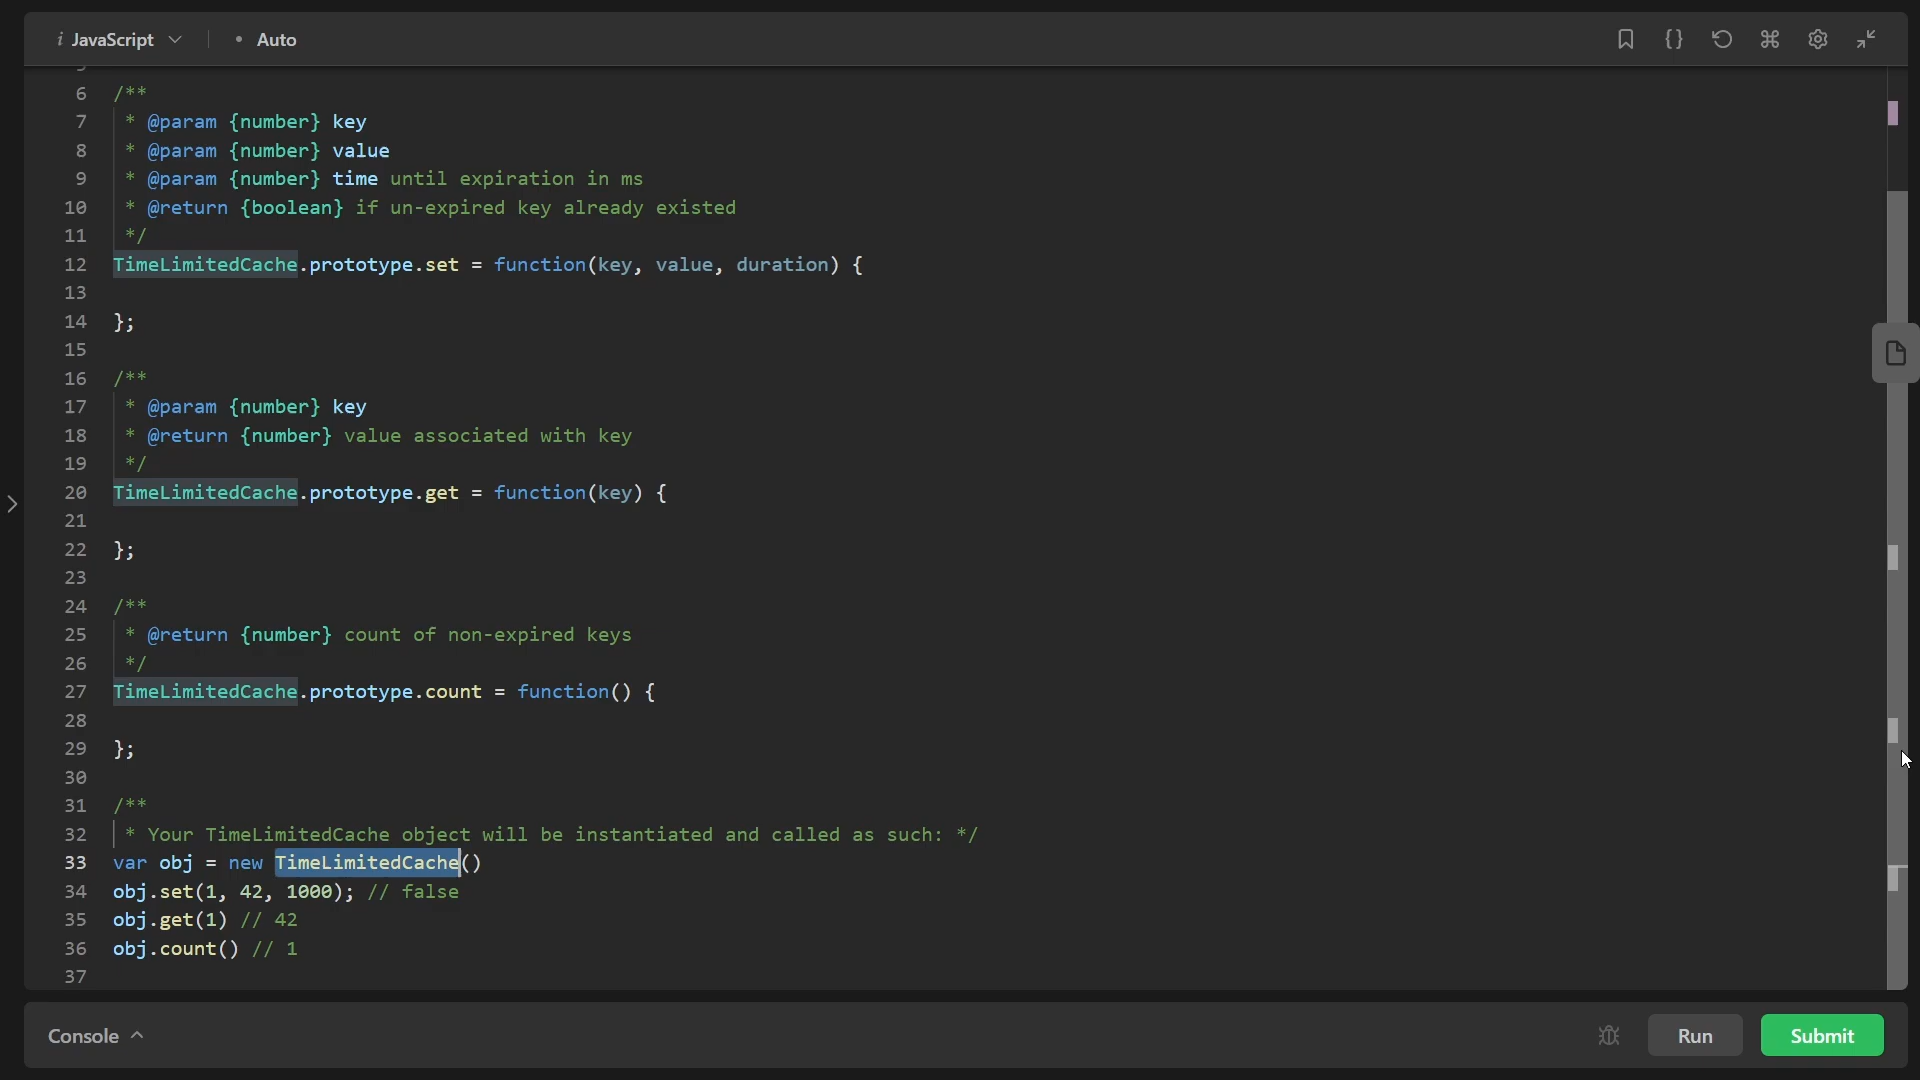 i JavaScript • Auto
6 /**
7 * @param {number} key
8 * @param {number} value
9 * @param {number} time until expiration in ms
10 * @return {boolean} if un-expired key already existed
11 */
12 TimeLimitedCache.prototype.set = function(key, value, duration) {
13
14 };
15
16 /**
17 * @param {number} key
18 * @return {number} value associated with key
19 */
20 TimeLimitedCache.prototype.get = function(key) {
21
22 };
23
24 /**
25 * @return {number} count of non-expired keys
26 */
27 TimeLimitedCache.prototype.count = function() {
28
29 };
30
31 /**
32 * Your TimeLimitedCache object will be instantiated and called as such: */
33 var obj = new TimeLimitedCache()
34 obj.set(1, 42, 1000); // false
35 obj.get(1) // 42
36 obj.count() // 1
37
Console Run Submit